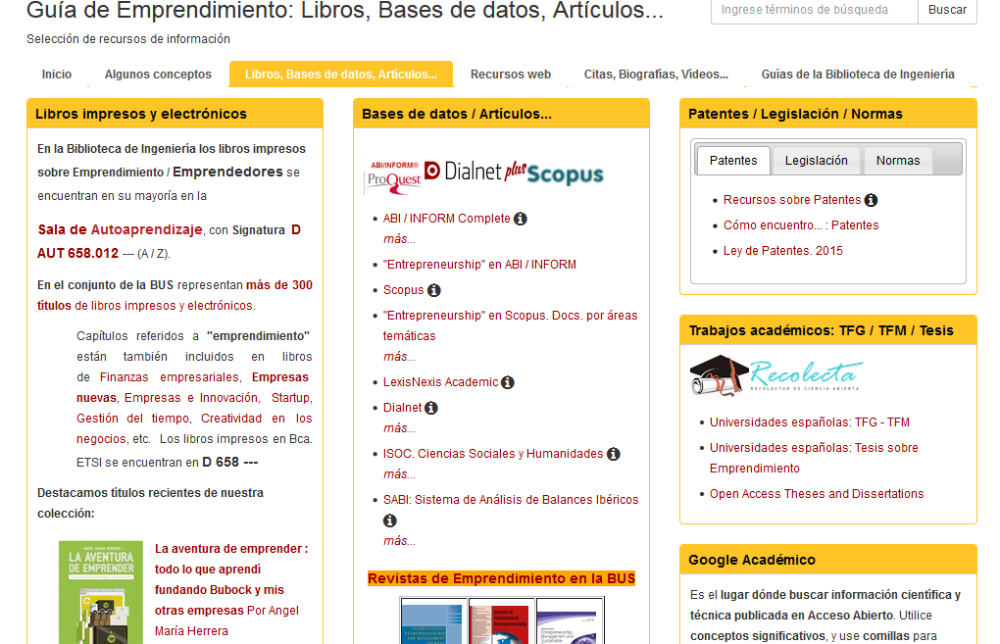 Guía de Emprendimiento: Libros, Bases de datos, Artículos...
Ingrese términos de búsqueda
Buscar
Selección de recursos de información
Inicio
Algunos conceptos
Libros, Bases de datos, Articulos...
Recursos web
Citas, Biografías, Videos...
Guías de la Biblioteca de Ingeniería
Libros impresos y electrónicos
En la Biblioteca de Ingeniería los libros impresos
sobre Emprendimiento / Emprendedores se
encuentran en su mayoría en la
Sala de Autoaprendizaje, con Signatura D
AUT 658.012 --- (A / Z).
En el conjunto de la BUS representan más de 300
títulos de libros impresos y electrónicos.
Capítulos referidos a "emprendimiento"
están también incluidos en libros
de Finanzas empresariales, Empresas
nuevas, Empresas e Innovación, Startup,
Gestión del tiempo, Creatividad en los
negocios, etc. Los libros impresos en Bca.
ETSI se encuentran en D 658 ---
Destacamos títulos recientes de nuestra
colección:
ANGEL MARÍA HERRERA
LA AVENTURA
DE EMPRENDER
La aventura de emprender :
todo lo que aprendí
fundando Bubock y mis
otras empresas Por Angel
María Herrera
Bases de datos / Artículos...
ABI/INFORM®
ProQuest
Dialnet plus
Scopus
• ABI / INFORM Complete
más...
• "Entrepreneurship" en ABI / INFORM
• Scopus
• "Entrepreneurship" en Scopus. Docs. por áreas
temáticas
más...
• LexisNexis Academic
• Dialnet
más...
• ISOC. Ciencias Sociales y Humanidades
más...
• SABI: Sistema de Análisis de Balances Ibéricos
más...
Revistas de Emprendimiento en la BUS
INTERNATIONAL
ENTREPRENEURSHIP
AND MANAGEMENT
Patentes / Legislación / Normas
Patentes
Legislación
Normas
• Recursos sobre Patentes
• Cómo encuentro... : Patentes
• Ley de Patentes. 2015
Trabajos académicos: TFG / TFM / Tesis
Recolecta
RECOLECTOR DE CIENCIA ABIERTA
• Universidades españolas: TFG - TFM
• Universidades españolas: Tesis sobre
Emprendimiento
• Open Access Theses and Dissertations
Google Académico
Es el lugar dónde buscar información científica y
técnica publicada en Acceso Abierto. Utilice
conceptos significativos, y use comillas para